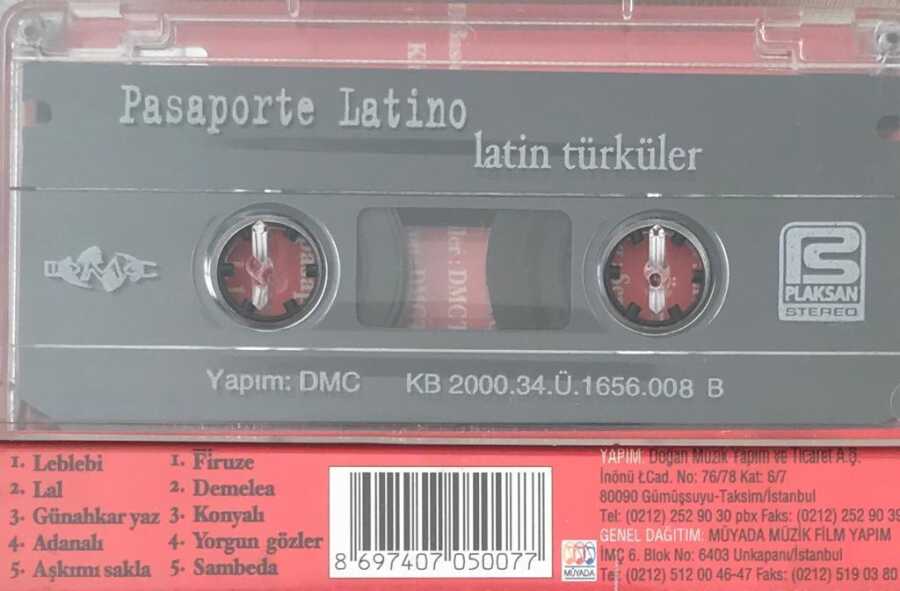 Pasaporte Latino
latin türküler
DMC
PLAKSAN
STEREO
Yapım: DMC KB 2000.34.Ü.1656.008 B
1. Leblebi
2. Lal
3. Günahkar yaz
4. Adanalı
5. Aşkımı sakla
1. Firuze
2. Demelea
3. Konyalı
4. Yorgun gözler
5. Sambeda
8 697407 050077
MÜYADA
YAPIM: Doğan Müzik Yapım ve Ticaret A.Ş.
İnönü ŁCad. No: 76/78 Kat: 6/7
80090 Gümüşsuyu-Taksim/İstanbul
Tel: (0212) 252 90 30 pbx Faks: (0212) 252 90 39
GENEL DAĞITIM: MÜYADA MÜZİK FİLM YAPIM
İMÇ 6. Blok No: 6403 Unkapanı/İstanbul
Tel: (0212) 512 00 46-47 Faks: (0212) 519 03 80